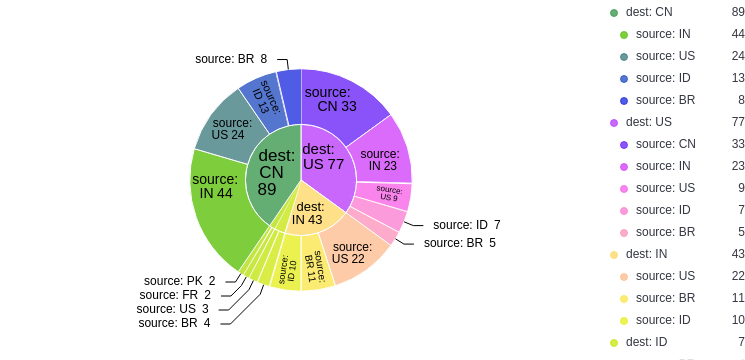 source: BR 8
source:
CN 33
source:
ID 13
source:
US 24
source:
IN 23
dest:
CN
89
dest:
US 77
source:
IN 44
source:
US 9
dest:
IN 43
source: ID 7
source: BR 5
source:
US 22
source:
BR 11
source:
ID 10
source: PK 2
source: FR 2
source: US 3
source: BR 4
dest: CN 89
source: IN 44
source: US 24
source: ID 13
source: BR 8
dest: US 77
source: CN 33
source: IN 23
source: US 9
source: ID 7
source: BR 5
dest: IN 43
source: US 22
source: BR 11
source: ID 10
dest: ID 7